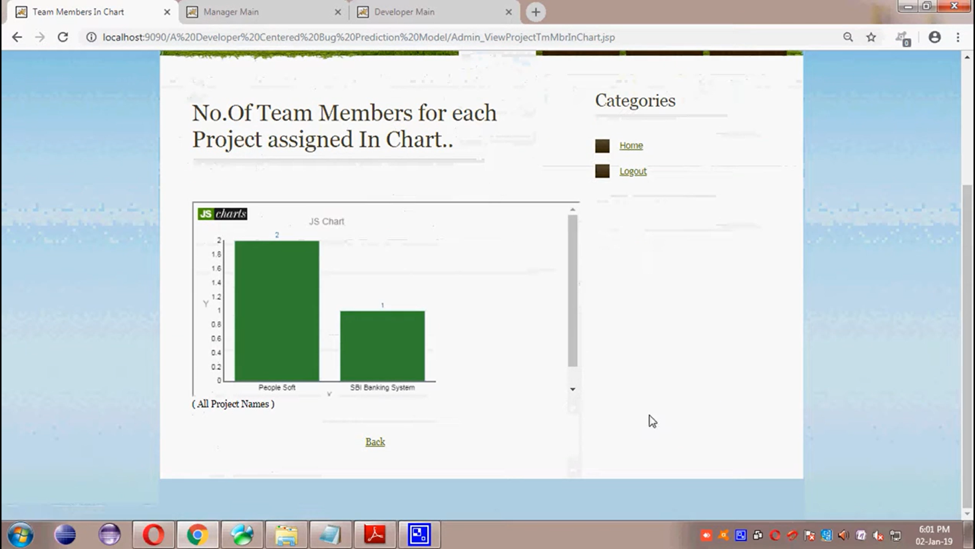 Team Members In Chart
Manager Main
Developer Main
localhost:9090/A%20Developer%20Centered%20Bug%20Prediction%20Model/Admin_ViewProjectTmMbrInChart.jsp
No.Of Team Members for each
Project assigned In Chart..
Categories
Home
Logout
JS charts
JS Chart
2
2
1.8
1.6
1.4
1.2
1
0.8
0.6
0.4
0.2
0
Y
1
People Soft
SBI Banking System
( All Project Names )
Back
6:01 PM
02-Jan-19